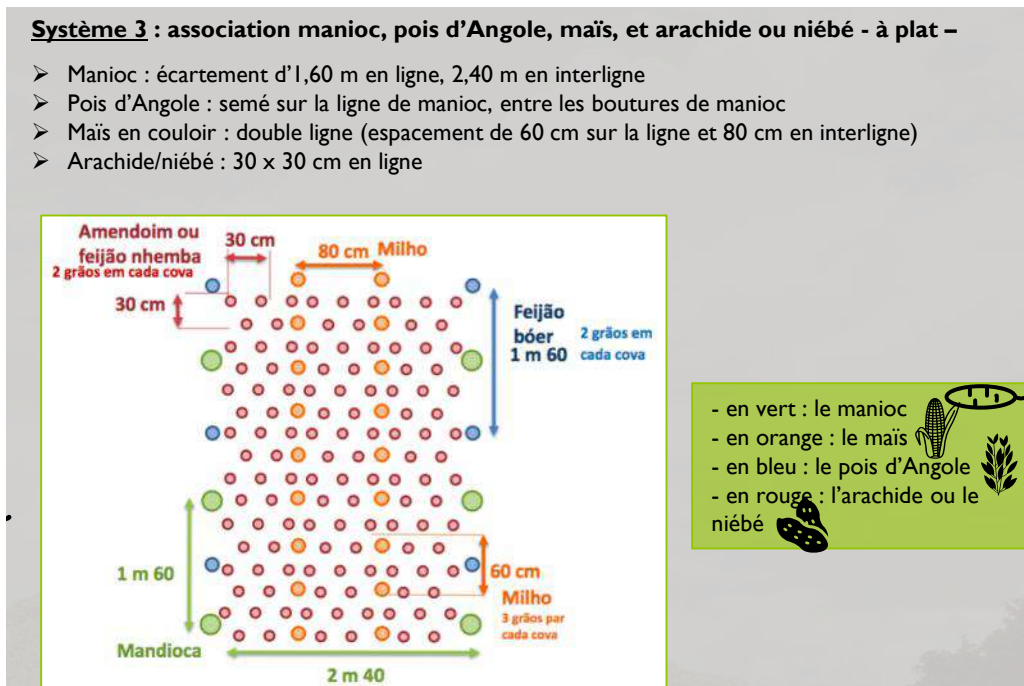 Système 3 : association manioc, pois d’Angole, maïs, et arachide ou niébé - à plat –
➢ Manioc : écartement d’1,60 m en ligne, 2,40 m en interligne
➢ Pois d’Angole : semé sur la ligne de manioc, entre les boutures de manioc
➢ Maïs en couloir : double ligne (espacement de 60 cm sur la ligne et 80 cm en interligne)
➢ Arachide/niébé : 30 x 30 cm en ligne
Amendoim ou
feijão nhemba
2 grãos em cada cova
30 cm
80 cm Milho
30 cm
Feijão
bóer
1 m 60
2 grãos em
cada cova
1 m 60
60 cm
Milho
3 grãos par
cada cova
Mandioca
2 m 40
- en vert : le manioc
- en orange : le maïs
- en bleu : le pois d’Angole
- en rouge : l’arachide ou le
niébé